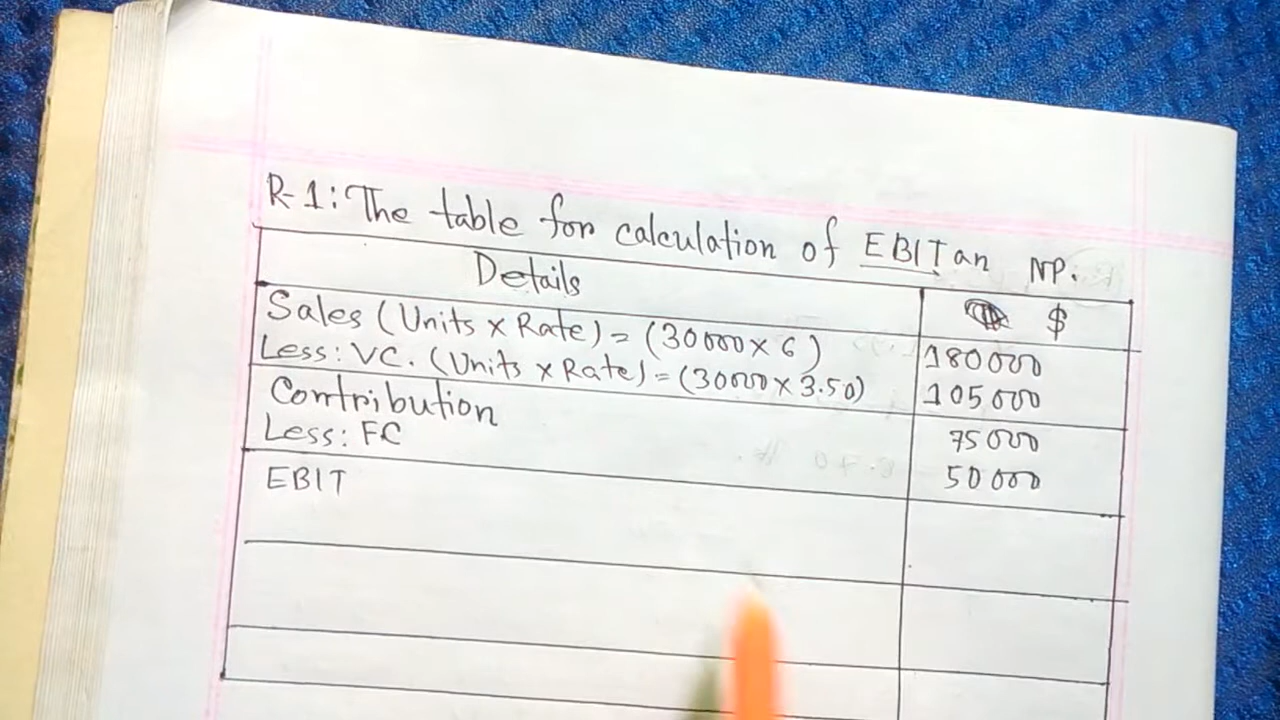 R-1: The table for calculation of EBIT an NP.
Details $
Sales (Units × Rate) = (30000 × 6) 180000
Less: VC. (Units × Rate) = (30000 × 3.50) 105000
Contribution 75000
Less: FC 50000
EBIT